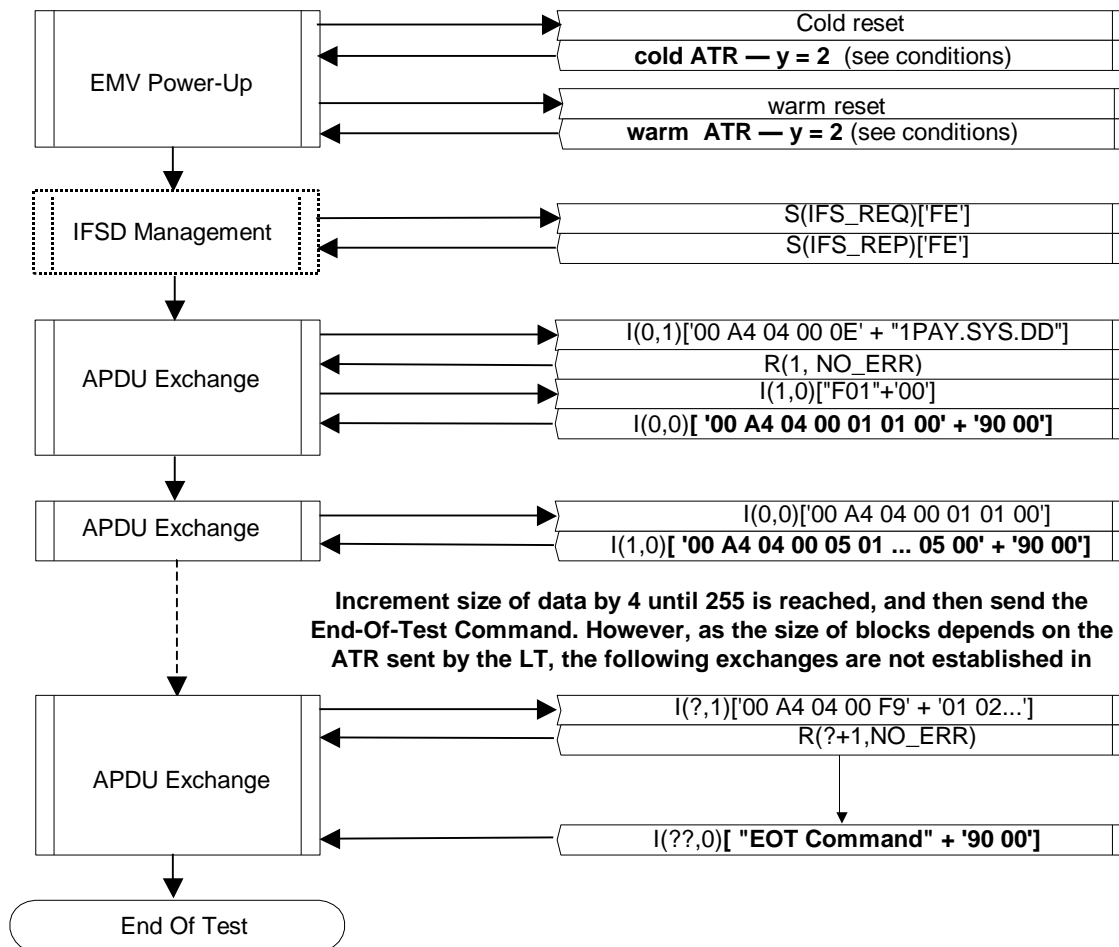 Cold reset
cold ATR — y = 2 (see conditions)
EMV Power-Up
warm reset
warm ATR — y = 2 (see conditions)
IFSD Management
S(IFS_REQ)['FE']
S(IFS_REP)['FE']
APDU Exchange
I(0,1)['00 A4 04 00 0E' + "1PAY.SYS.DD"]
R(1, NO_ERR)
I(1,0)["F01"+'00']
I(0,0)[ '00 A4 04 00 01 01 00' + '90 00']
APDU Exchange
I(0,0)['00 A4 04 00 01 01 00']
I(1,0)[ '00 A4 04 00 05 01 ... 05 00' + '90 00']
Increment size of data by 4 until 255 is reached, and then send the
End-Of-Test Command. However, as the size of blocks depends on the
ATR sent by the LT, the following exchanges are not established in
APDU Exchange
I(?,1)['00 A4 04 00 F9' + '01 02...']
R(?+1,NO_ERR)
I(??,0)[ "EOT Command" + '90 00']
End Of Test